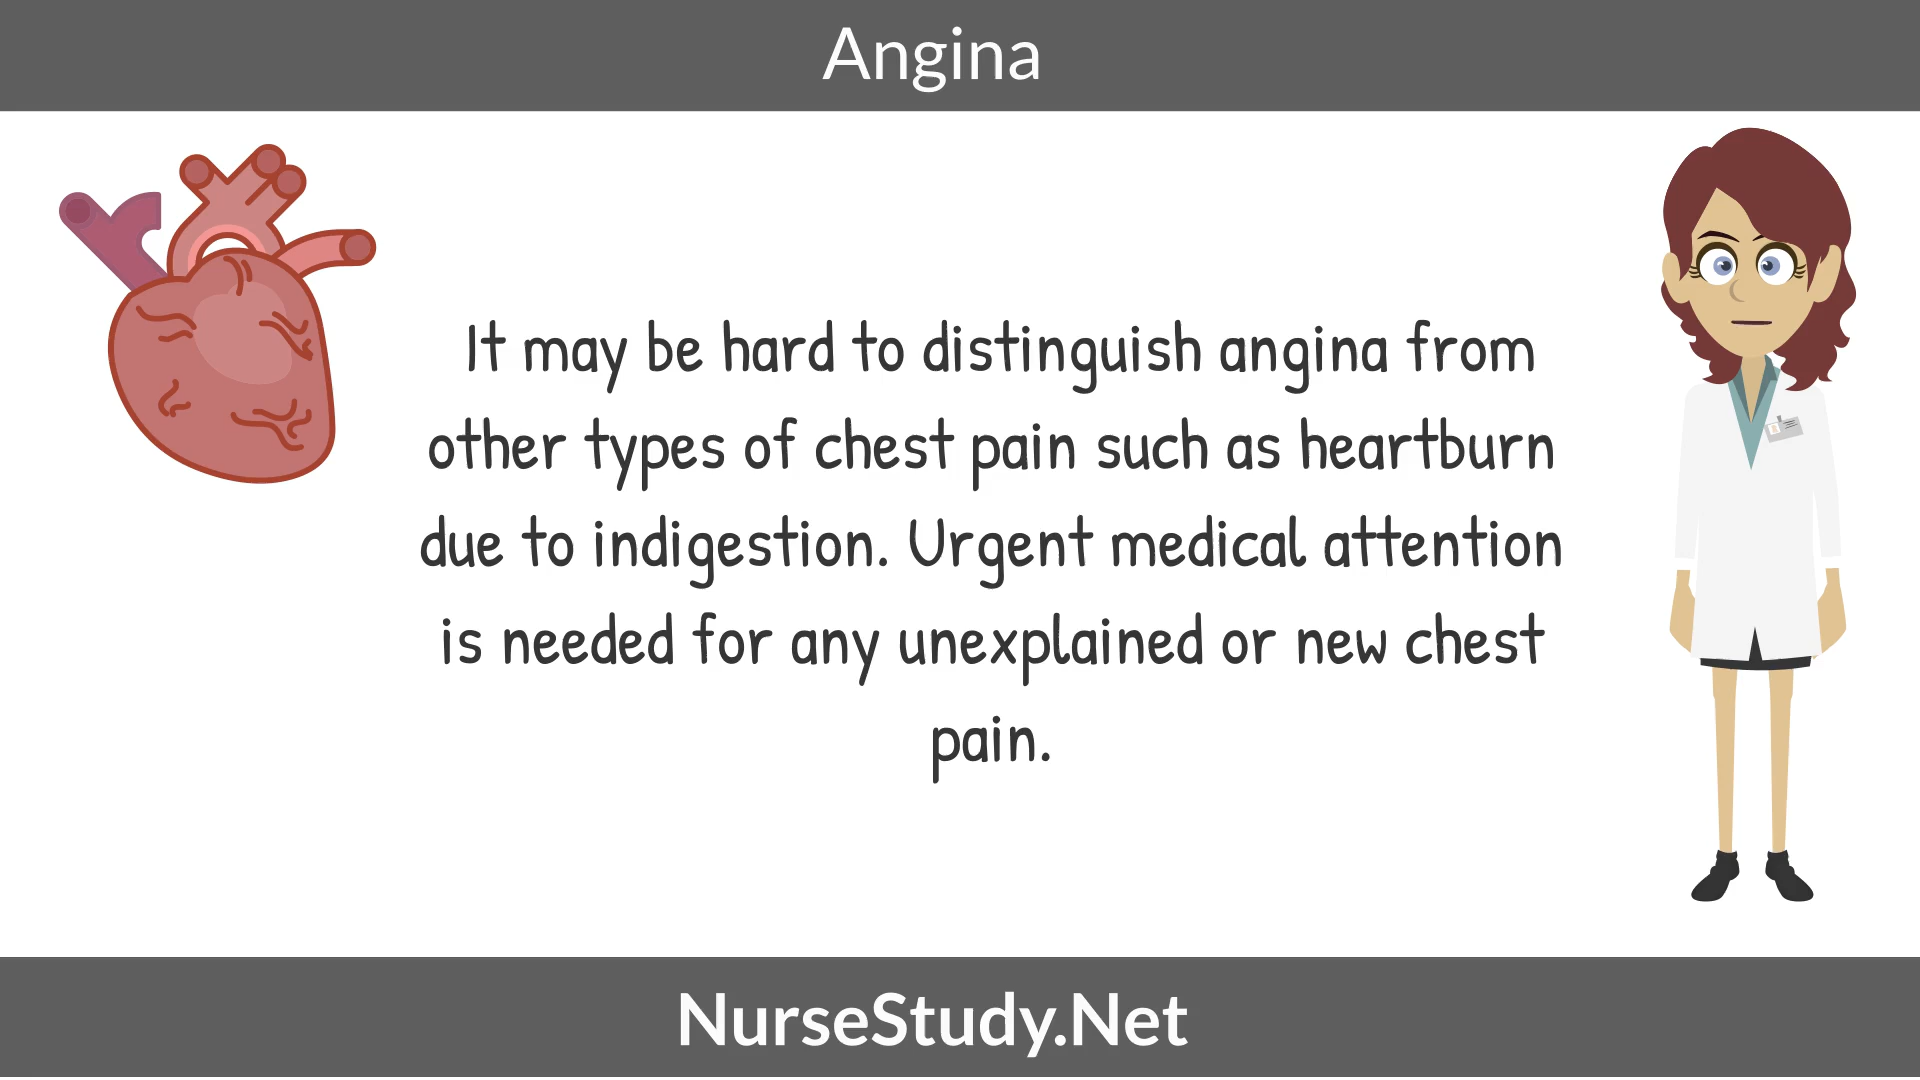 Angina
It may be hard to distinguish angina from
other types of chest pain such as heartburn
due to indigestion. Urgent medical attention
is needed for any unexplained or new chest
pain.
NurseStudy.Net